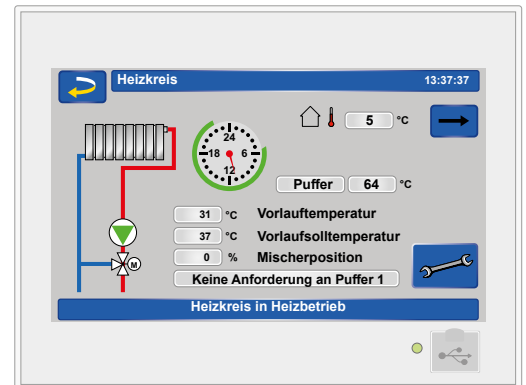 Heizkreis 13:37:37
24
18 6
12
5 °C
Puffer 64 °C
31 °C Vorlauftemperatur
37 °C Vorlaufsolltemperatur
0 % Mischerposition
M
Keine Anforderung an Puffer 1
Heizkreis in Heizbetrieb